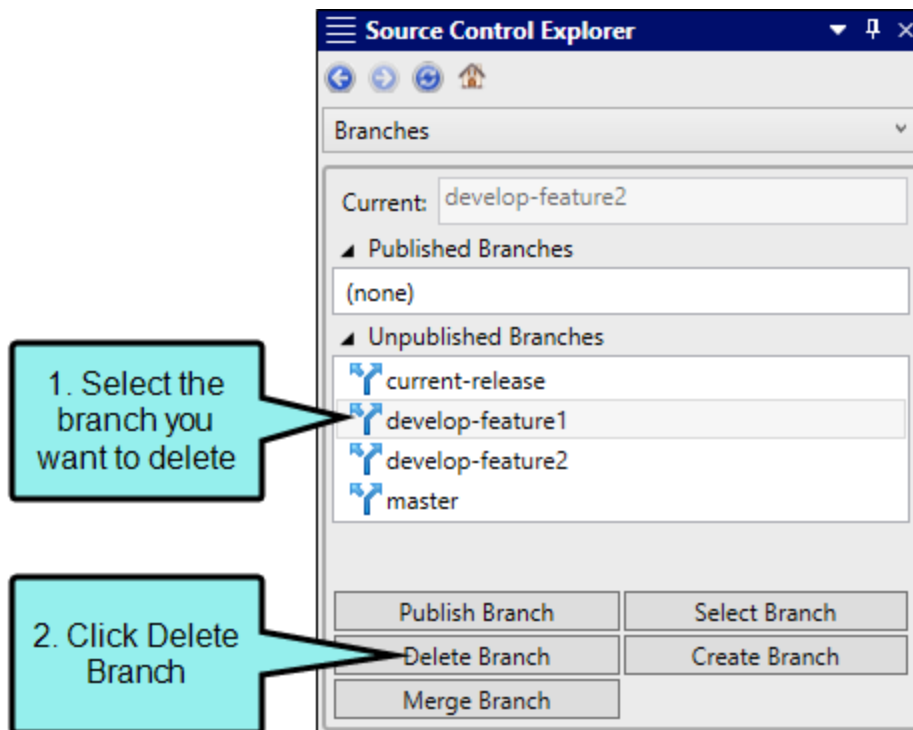 Source Control Explorer
Branches
Current: develop-feature2
Published Branches
(none)
Unpublished Branches
current-release
1. Select the
branch you
want to delete
develop-feature1
develop-feature2
master
Publish Branch Select Branch
2. Click Delete
Branch
Delete Branch Create Branch
Merge Branch